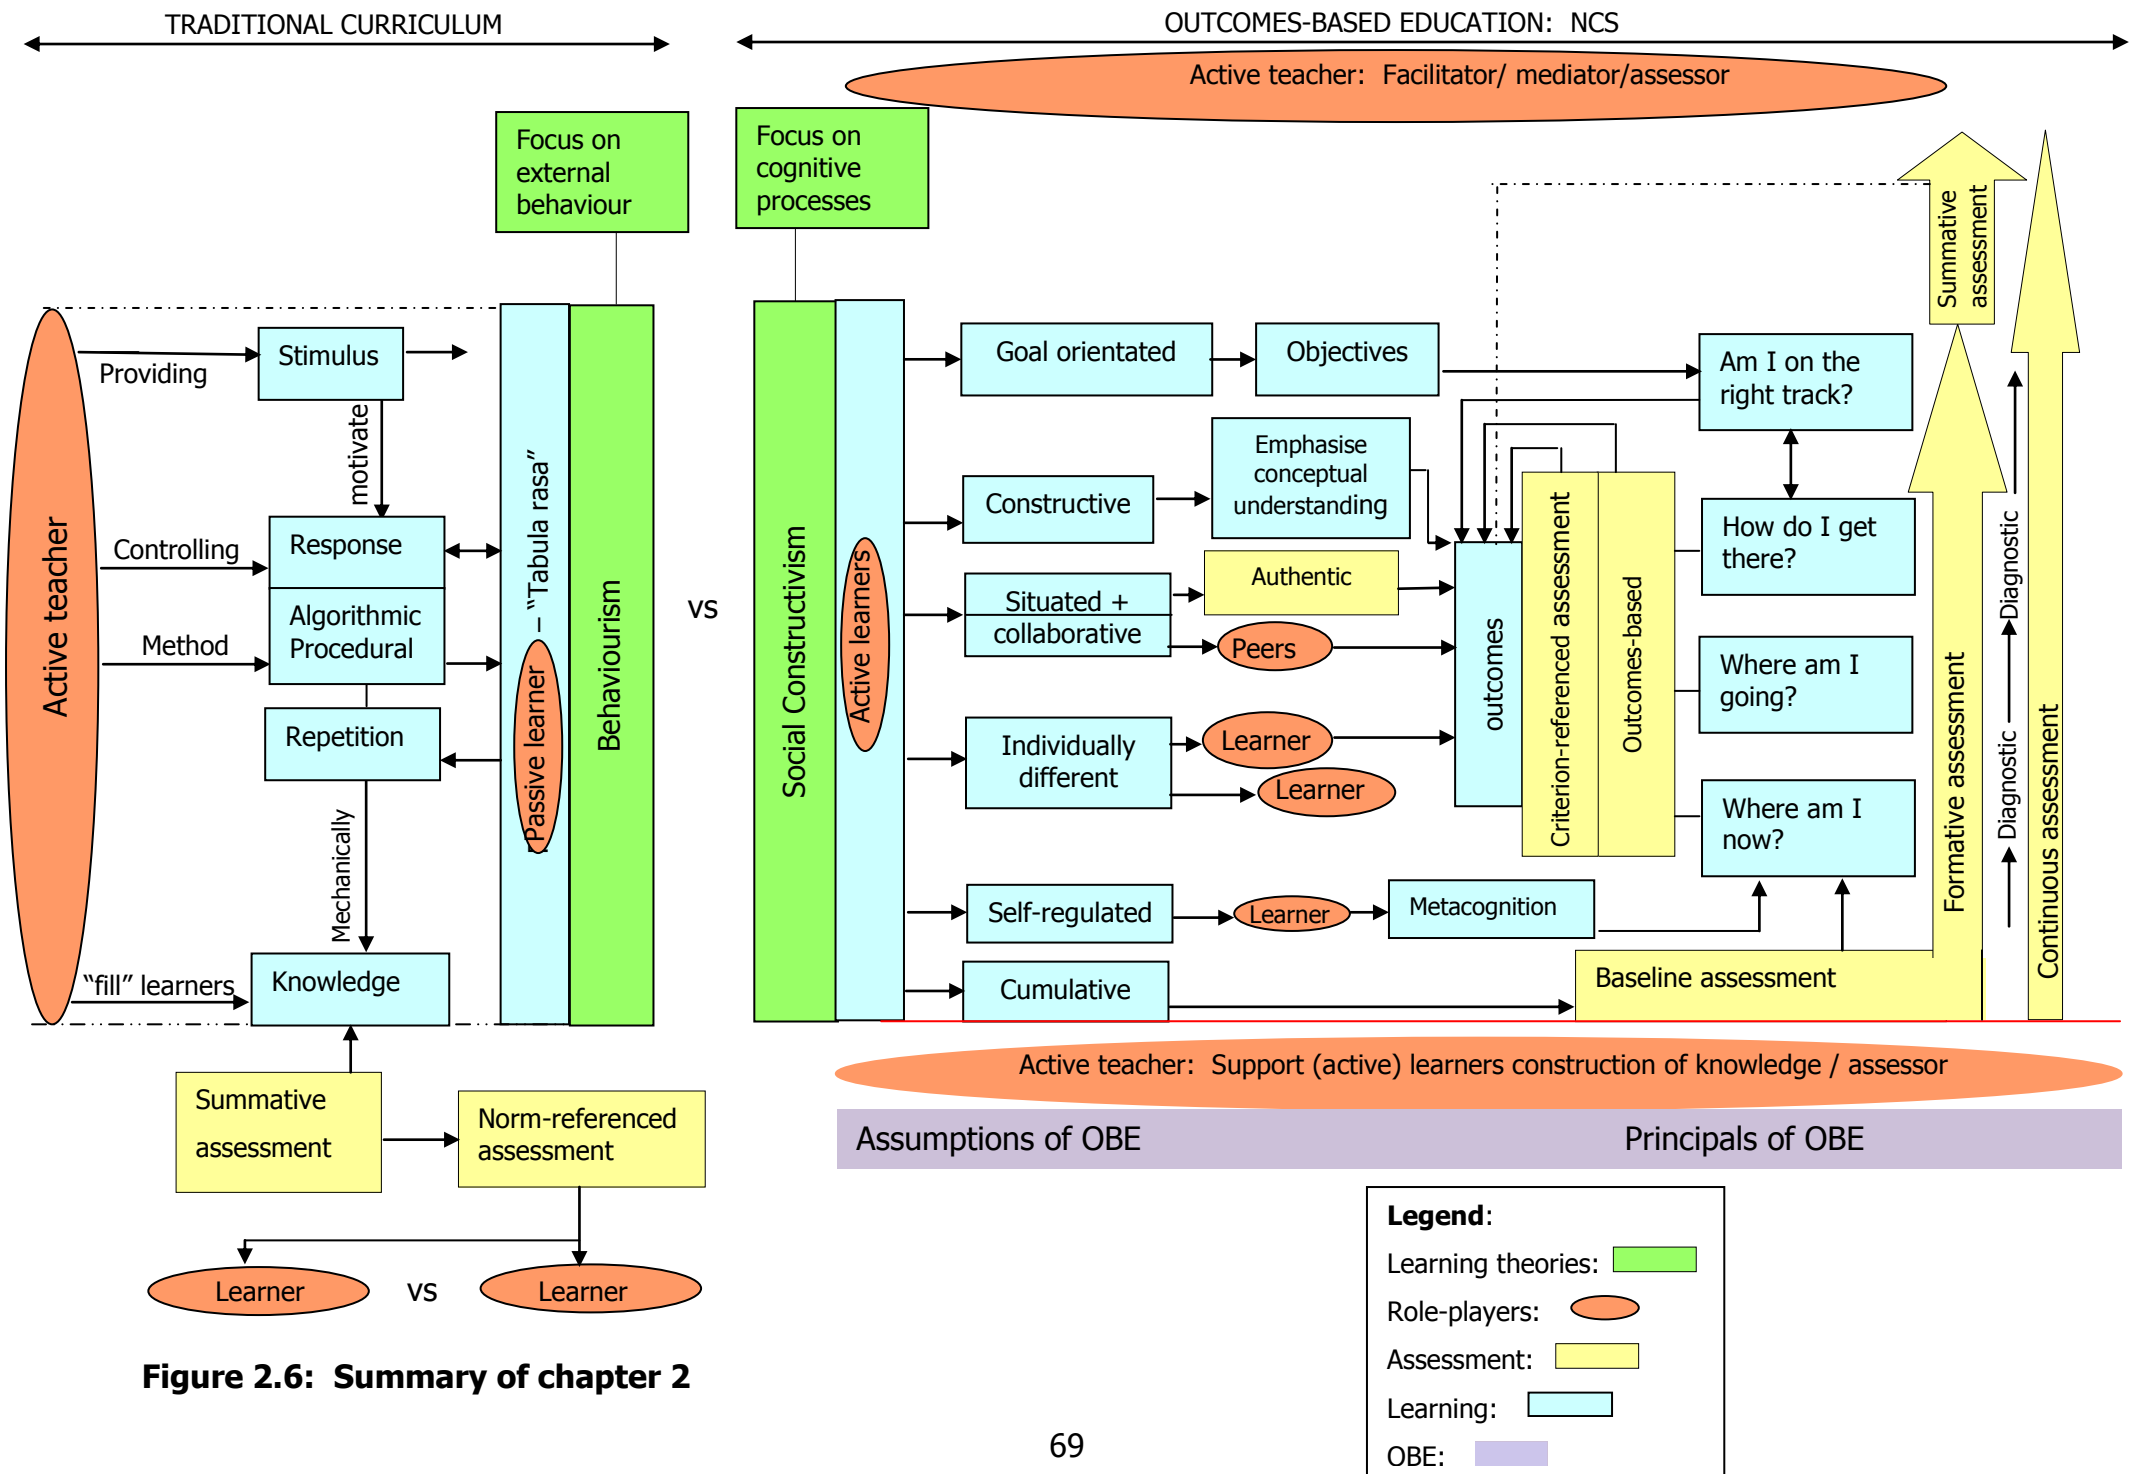 TRADITIONAL CURRICULUM
OUTCOMES-BASED EDUCATION: NCS
Active teacher: Facilitator/ mediator/assessor
Focus on
external
behaviour
Focus on
cognitive
processes
Active teacher
Providing
Stimulus
motivate
Controlling
Response
Method
Algorithmic
Procedural
Repetition
Mechanically
"fill" learners
Knowledge
Passive learner – "Tabula rasa"
Behaviourism
Summative
assessment
Norm-referenced
assessment
Learner
vs
Learner
vs
Social Constructivism
Active learners
Goal orientated
Objectives
Constructive
Emphasise
conceptual
understanding
Situated +
collaborative
Authentic
Peers
Individually
different
Learner
Learner
Self-regulated
Learner
Metacognition
Cumulative
outcomes
Criterion-referenced assessment
Outcomes-based
Am I on the
right track?
How do I get
there?
Where am I
going?
Where am I
now?
Baseline assessment
Formative assessment
Summative
assessment
Diagnostic
Diagnostic
Continuous assessment
Active teacher: Support (active) learners construction of knowledge / assessor
Assumptions of OBE
Principals of OBE
Legend:
Learning theories:
Role-players:
Assessment:
Learning:
OBE:
Figure 2.6: Summary of chapter 2
69